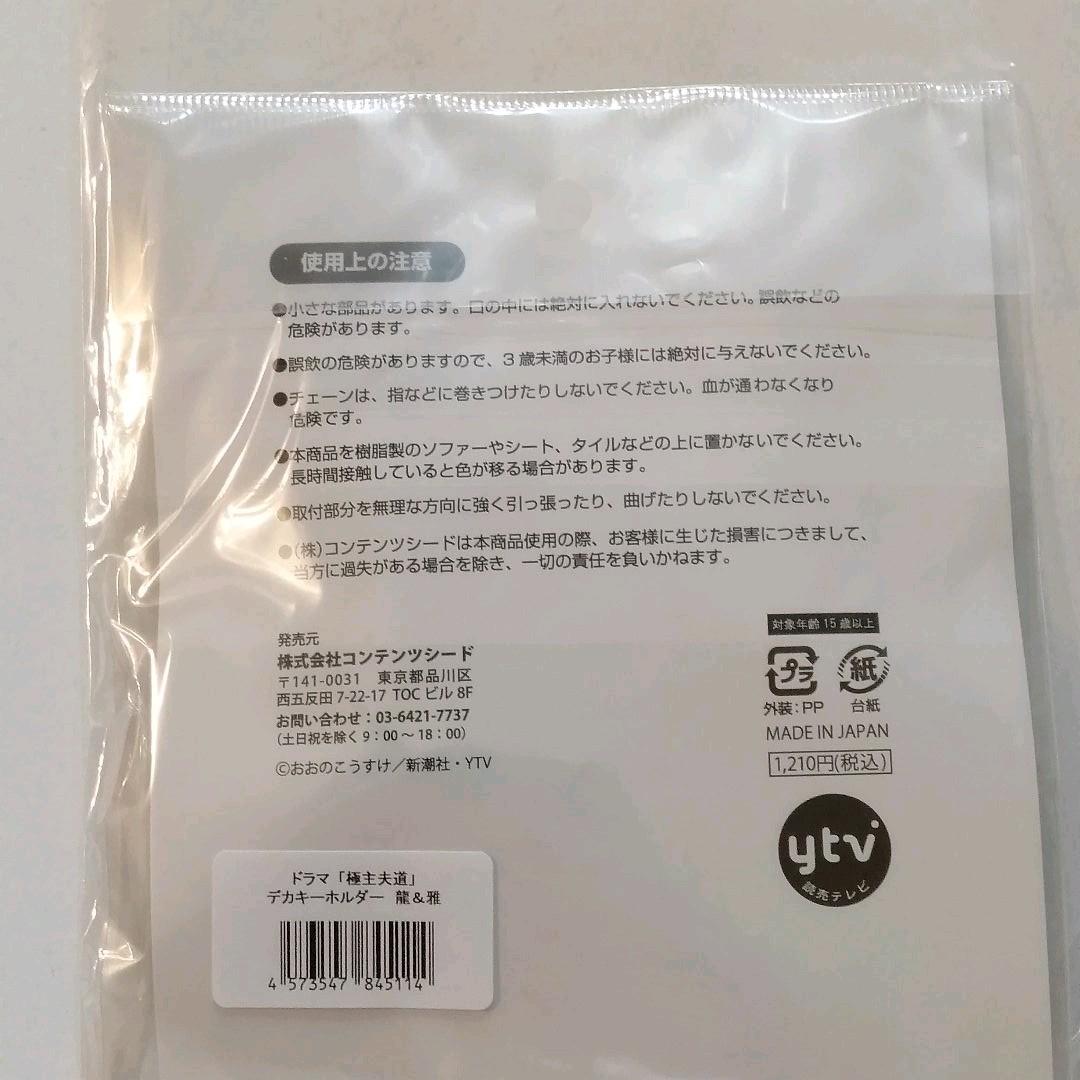 使用上の注意
●小さな部品があります。口の中には絶対に入れないでください。誤飲などの
危険があります。
●誤飲の危険がありますので、3歳未満のお子様には絶対に与えないでください。
●チェーンは、指などに巻きつけたりしないでください。血が通わなくなり
危険です。
●本商品を樹脂製のソファーやシート、タイルなどの上に置かないでください。
長時間接触していると色が移る場合があります。
●取付部分を無理な方向に強く引っ張ったり、曲げたりしないでください。
●(株)コンテンツシードは本商品使用の際、お客様に生じた損害につきまして、
当方に過失がある場合を除き、一切の責任を負いかねます。
発売元
株式会社コンテンツシード
〒141-0031 東京都品川区
西五反田 7-22-17 TOC ビル 8F
お問い合わせ:03-6421-7737
(土日祝を除く 9:00～18:00)
©おおのこうすけ/新潮社・YTV
対象年齢 15 歳以上
プラ 紙
外装:PP 台紙
MADE IN JAPAN
1,210円(税込)
ytv
読売テレビ
ドラマ「極主夫道」
デカキーホルダー 龍&雅
4 573547 845114